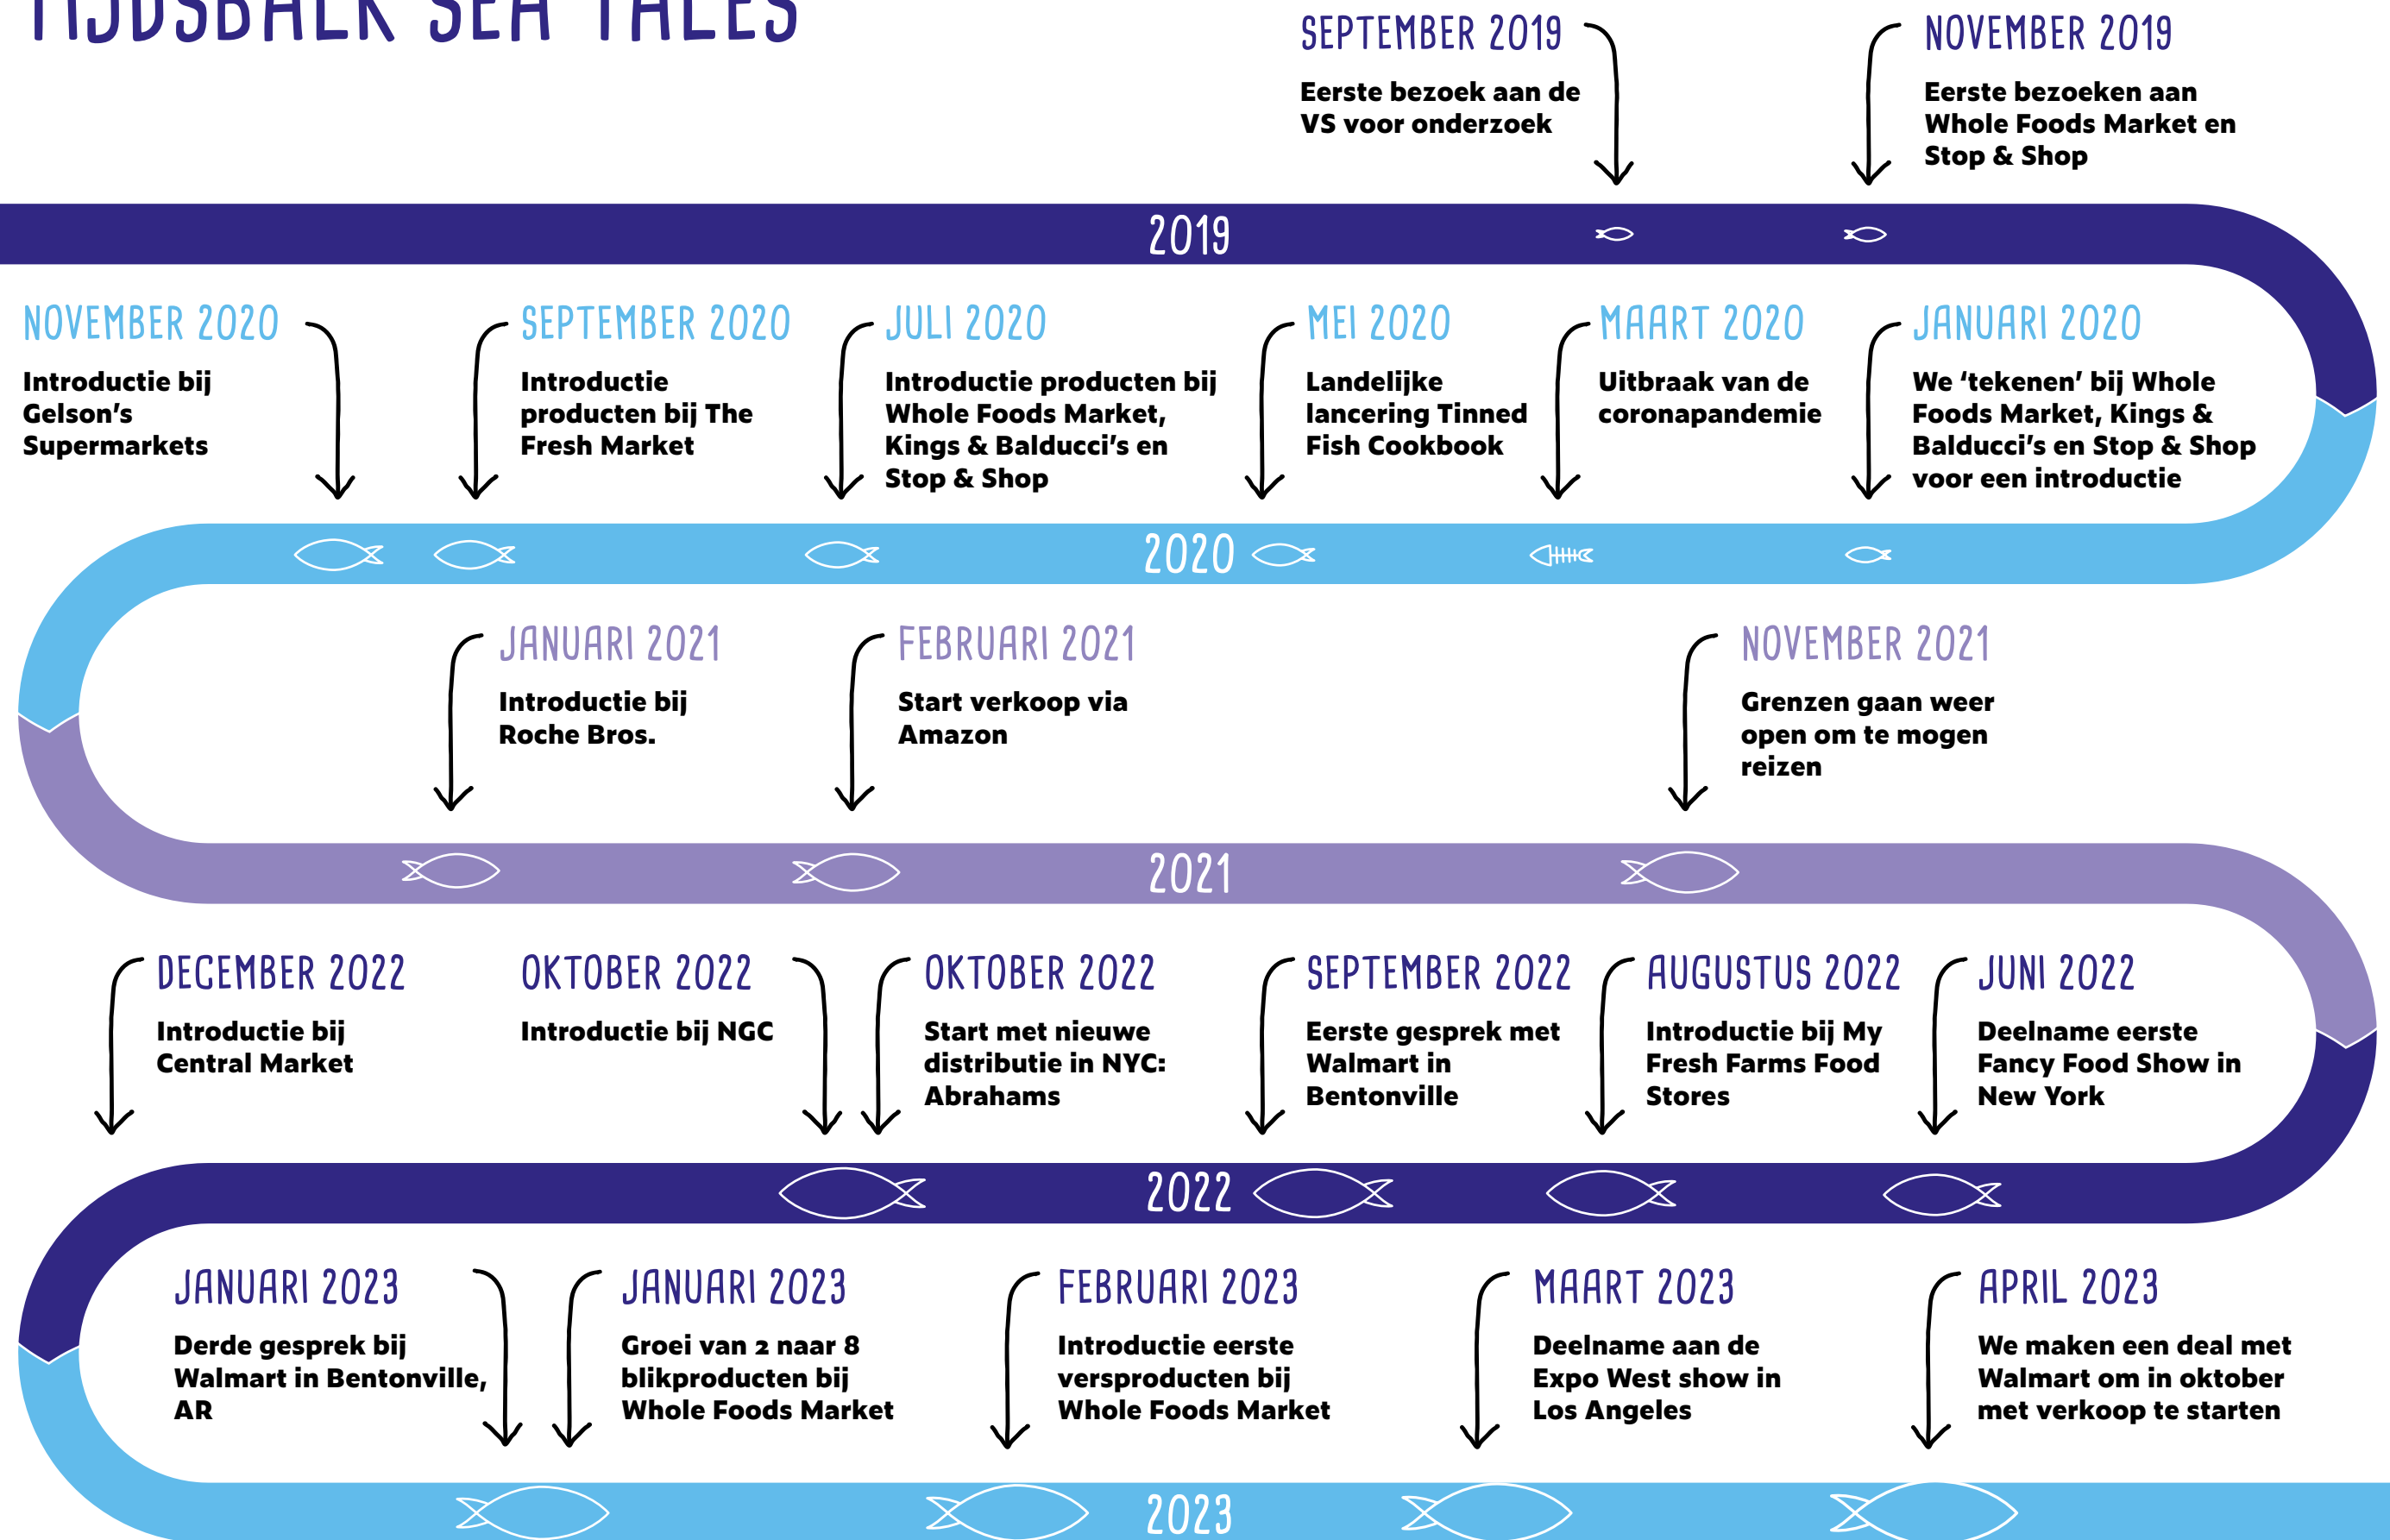 TIJDSBALK SEA TALES
SEPTEMBER 2019
Eerste bezoek aan de
VS voor onderzoek
NOVEMBER 2019
Eerste bezoeken aan
Whole Foods Market en
Stop & Shop
2019
NOVEMBER 2020
Introductie bij
Gelson’s
Supermarkets
SEPTEMBER 2020
Introductie
producten bij The
Fresh Market
JULI 2020
Introductie producten bij
Whole Foods Market,
Kings & Balducci’s en
Stop & Shop
MEI 2020
Landelijke
lancering Tinned
Fish Cookbook
MAART 2020
Uitbraak van de
coronapandemie
JANUARI 2020
We ‘tekenen’ bij Whole
Foods Market, Kings &
Balducci’s en Stop & Shop
voor een introductie
2020
JANUARI 2021
Introductie bij
Roche Bros.
FEBRUARI 2021
Start verkoop via
Amazon
NOVEMBER 2021
Grenzen gaan weer
open om te mogen
reizen
2021
DECEMBER 2022
Introductie bij
Central Market
OKTOBER 2022
Introductie bij NGC
OKTOBER 2022
Start met nieuwe
distributie in NYC:
Abrahams
SEPTEMBER 2022
Eerste gesprek met
Walmart in
Bentonville
AUGUSTUS 2022
Introductie bij My
Fresh Farms Food
Stores
JUNI 2022
Deelname eerste
Fancy Food Show in
New York
2022
JANUARI 2023
Derde gesprek bij
Walmart in Bentonville,
AR
JANUARI 2023
Groei van 2 naar 8
blikproducten bij
Whole Foods Market
FEBRUARI 2023
Introductie eerste
versproducten bij
Whole Foods Market
MAART 2023
Deelname aan de
Expo West show in
Los Angeles
APRIL 2023
We maken een deal met
Walmart om in oktober
met verkoop te starten
2023